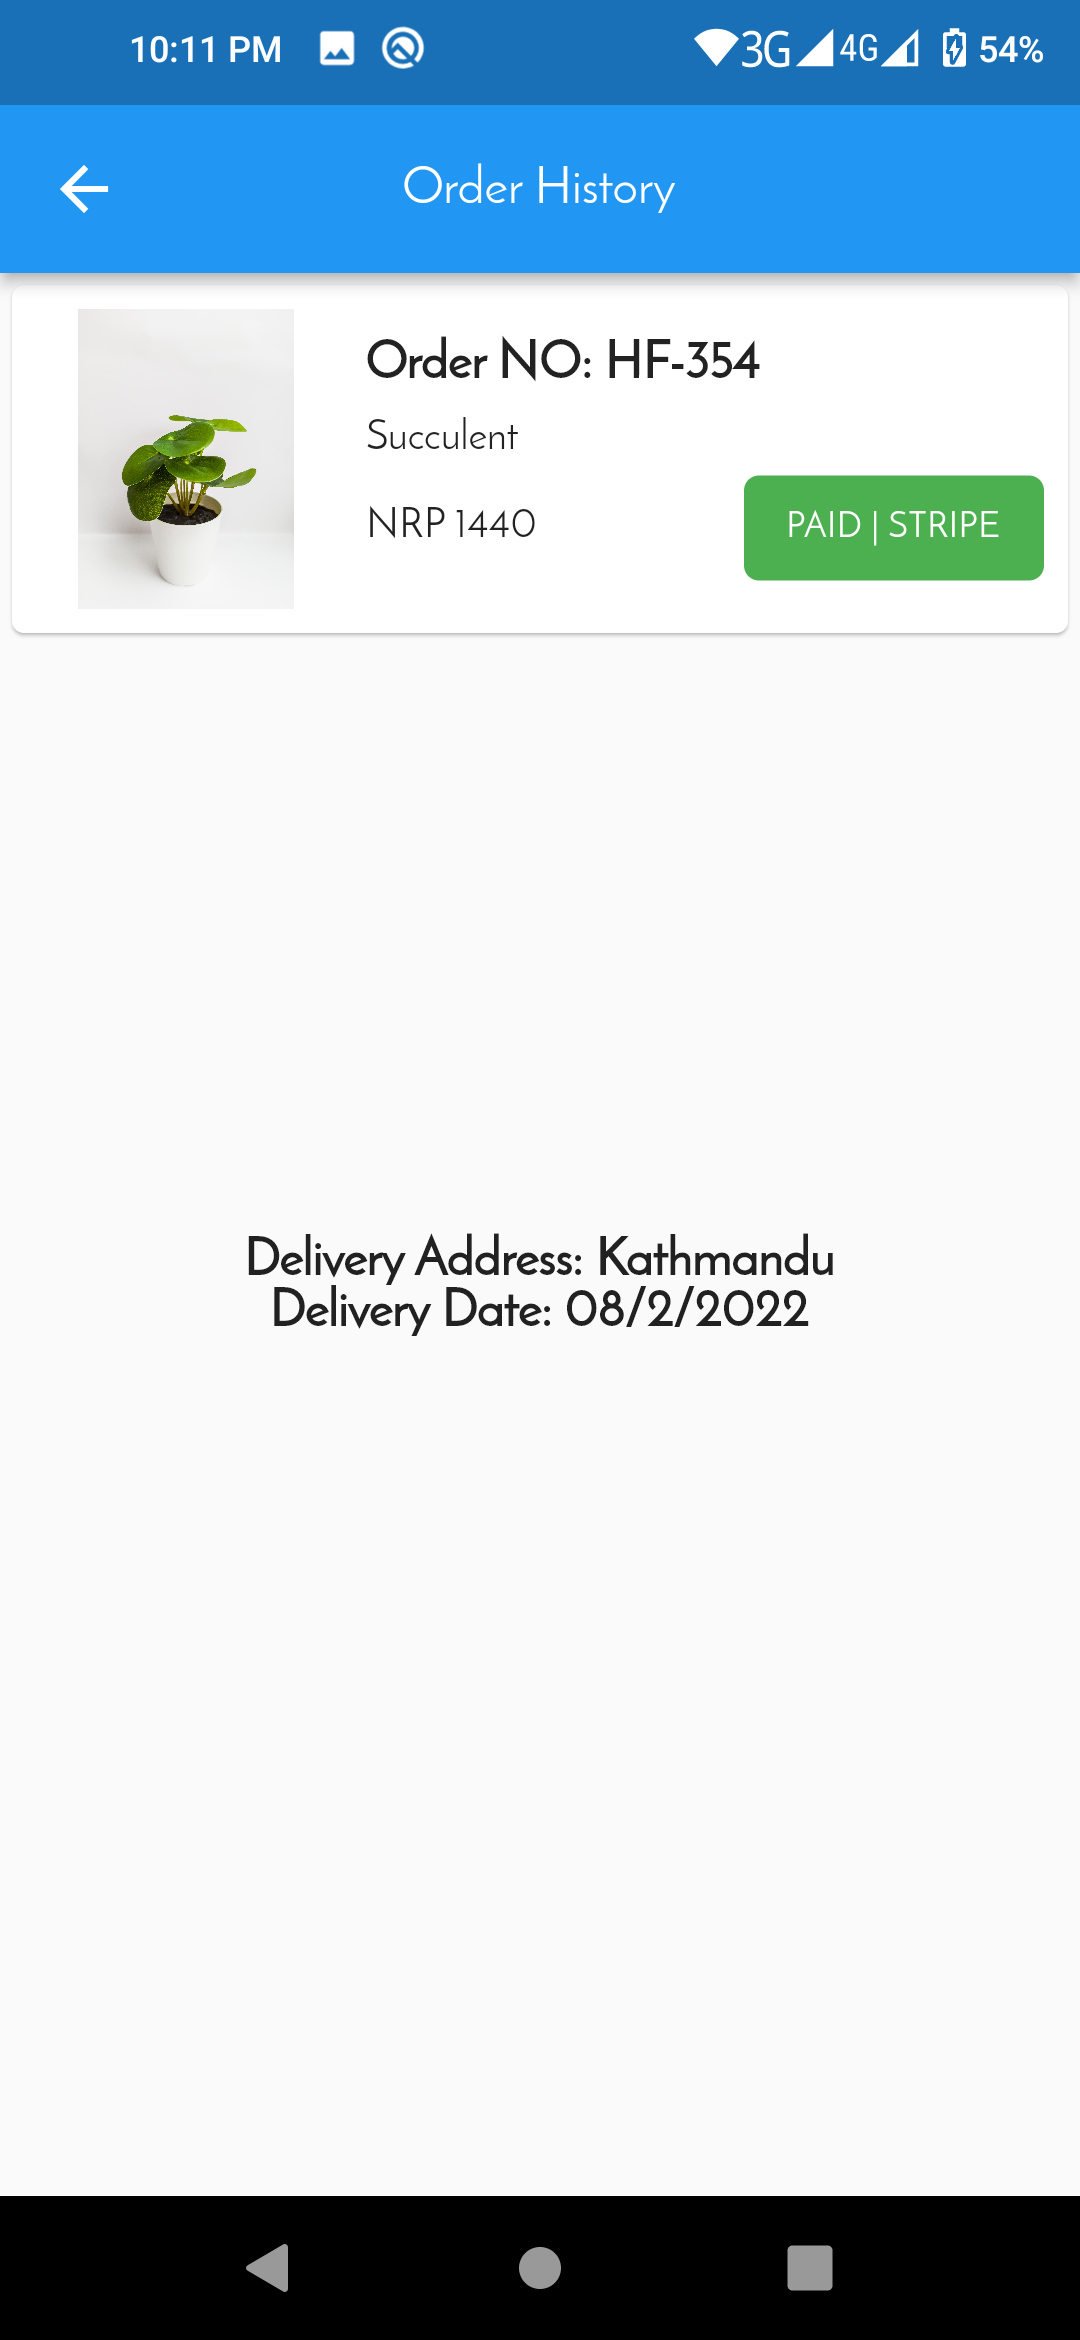 10:11 PM 3G 4G 54%
Order History
Order NO: HF-354
Succulent
NRP 1440
PAID | STRIPE
Delivery Address: Kathmandu
Delivery Date: 08/2/2022